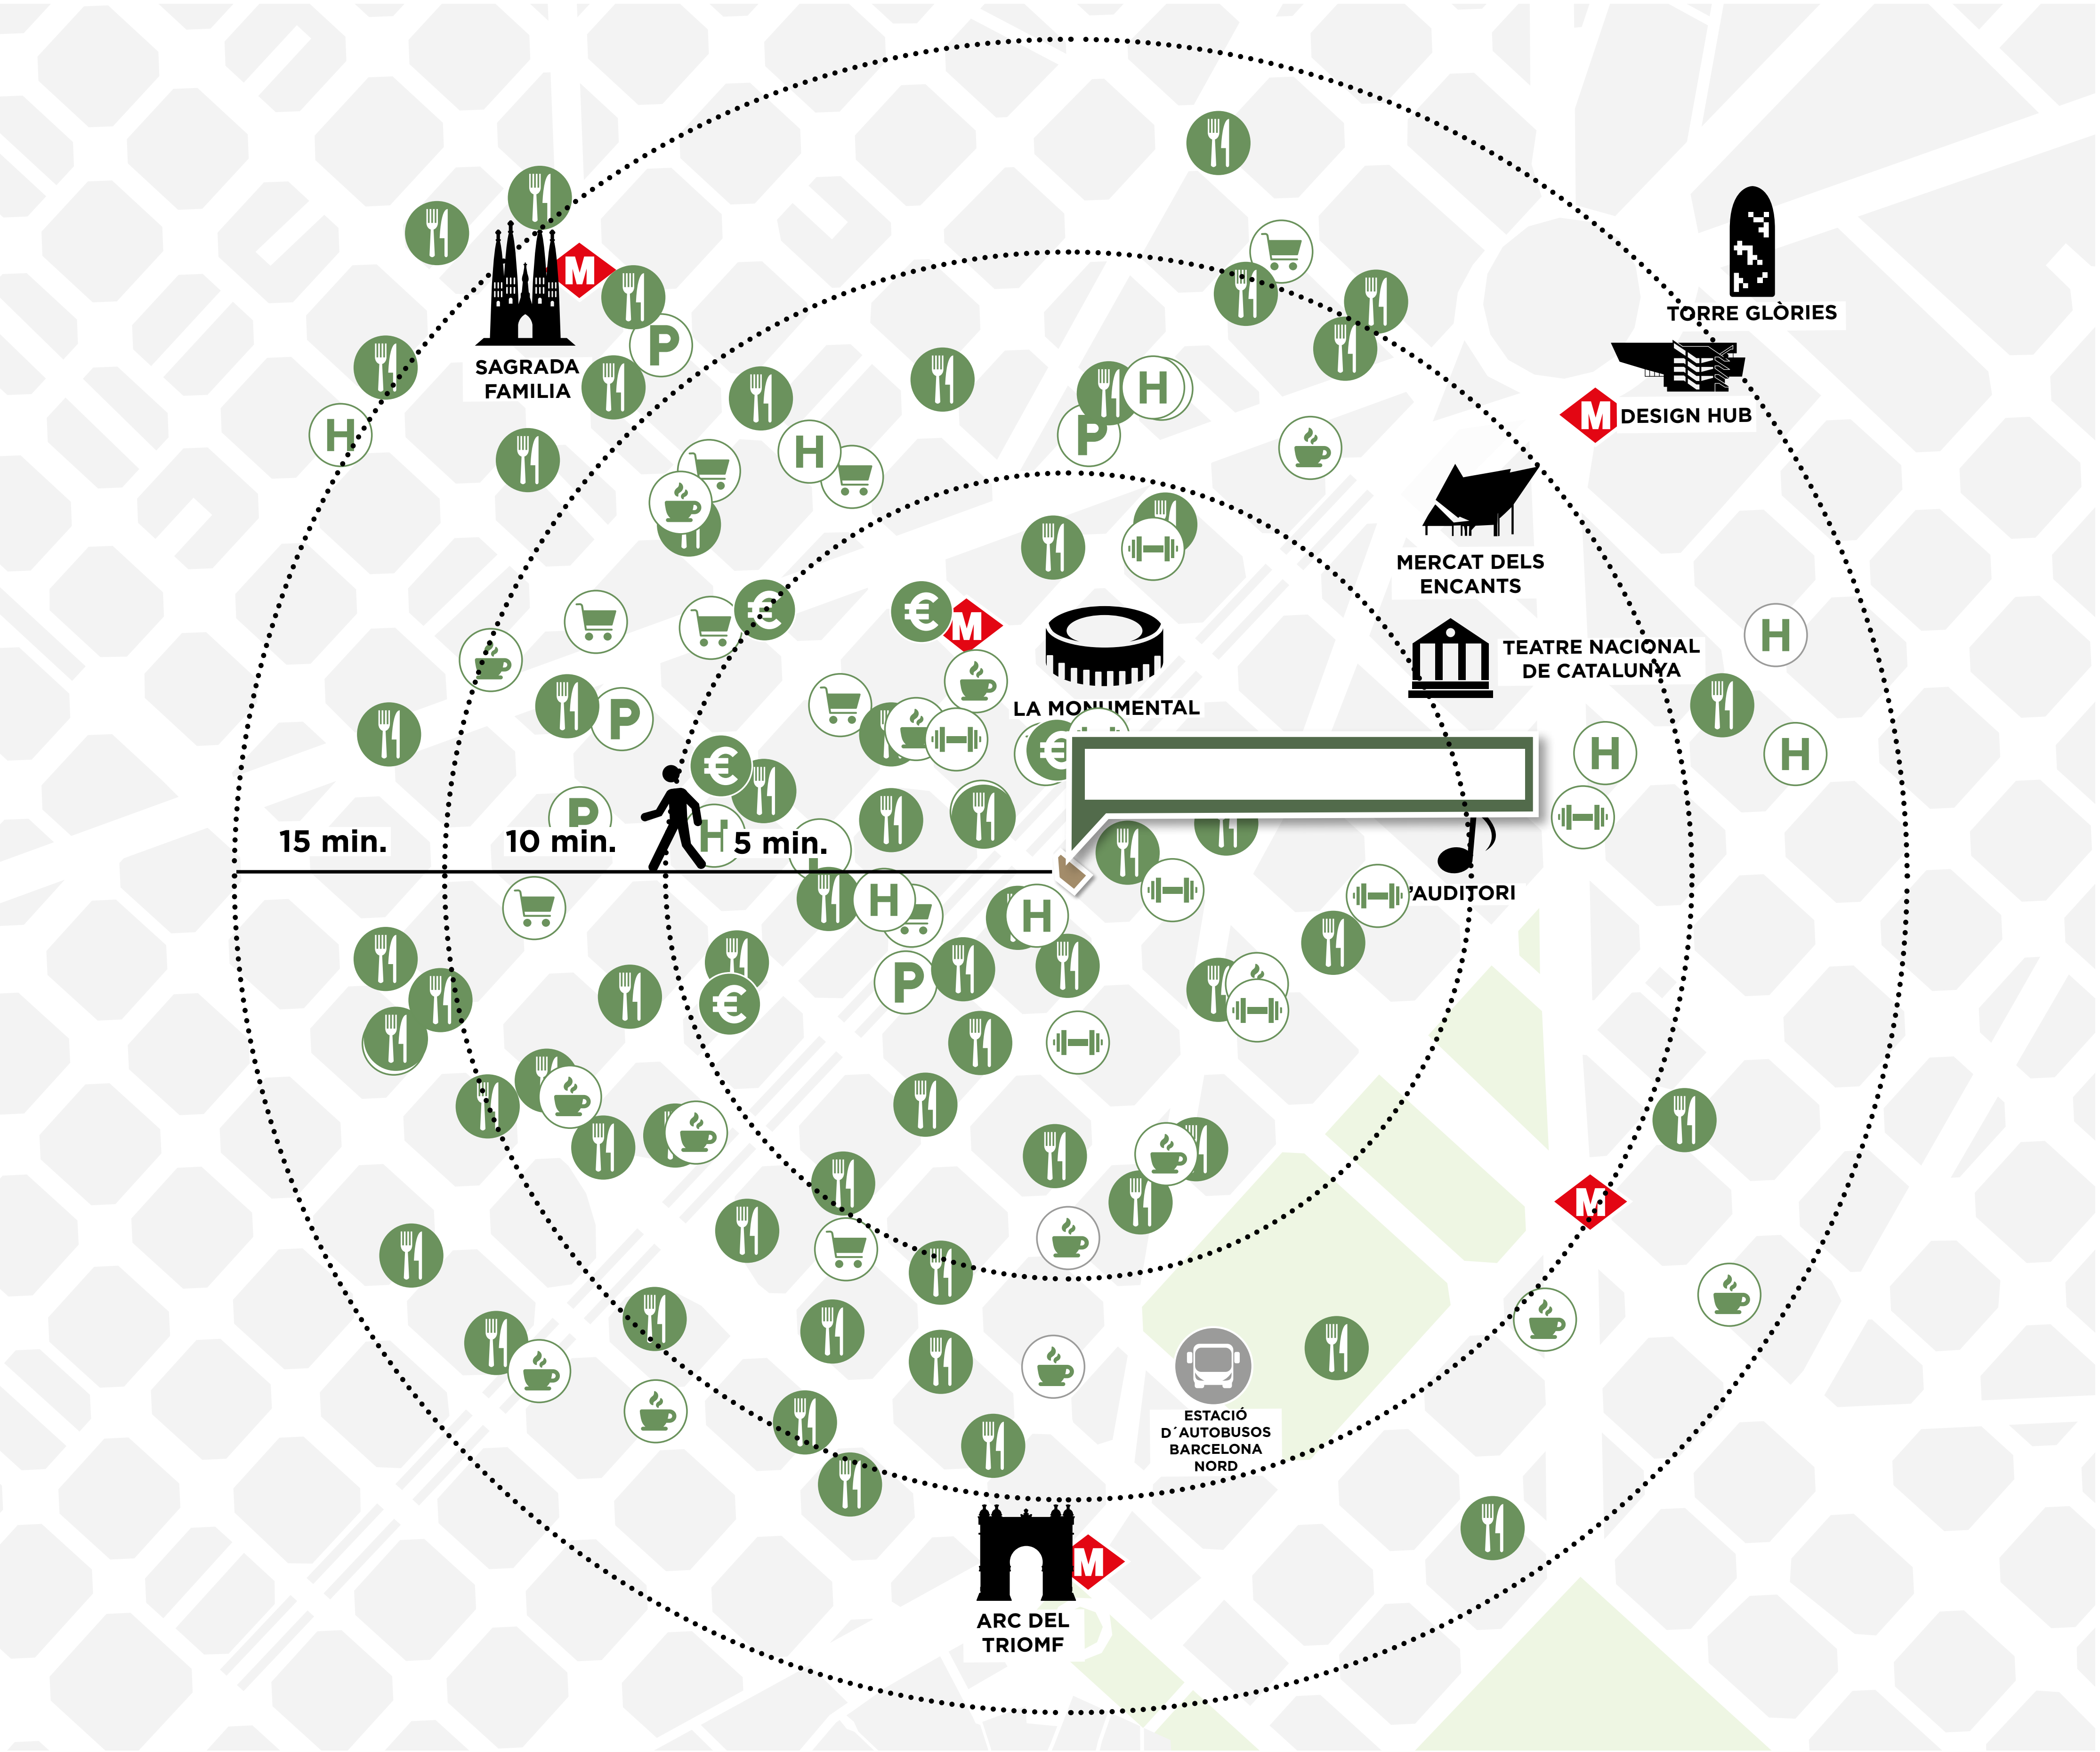 TORRE GLÒRIES
SAGRADA
FAMILIA
DESIGN HUB
MERCAT DELS
ENCANTS
TEATRE NACIONAL
DE CATALUNYA
LA MONUMENTAL
15 min.
10 min.
5 min.
'AUDITORI
ESTACIÓ
D´AUTOBUSOS
BARCELONA
NORD
ARC DEL
TRIOMF
M
P
H
H
P
H
M
€
€
M
H
P
€
H
H
€
P
H
H
H
P
€
M
M